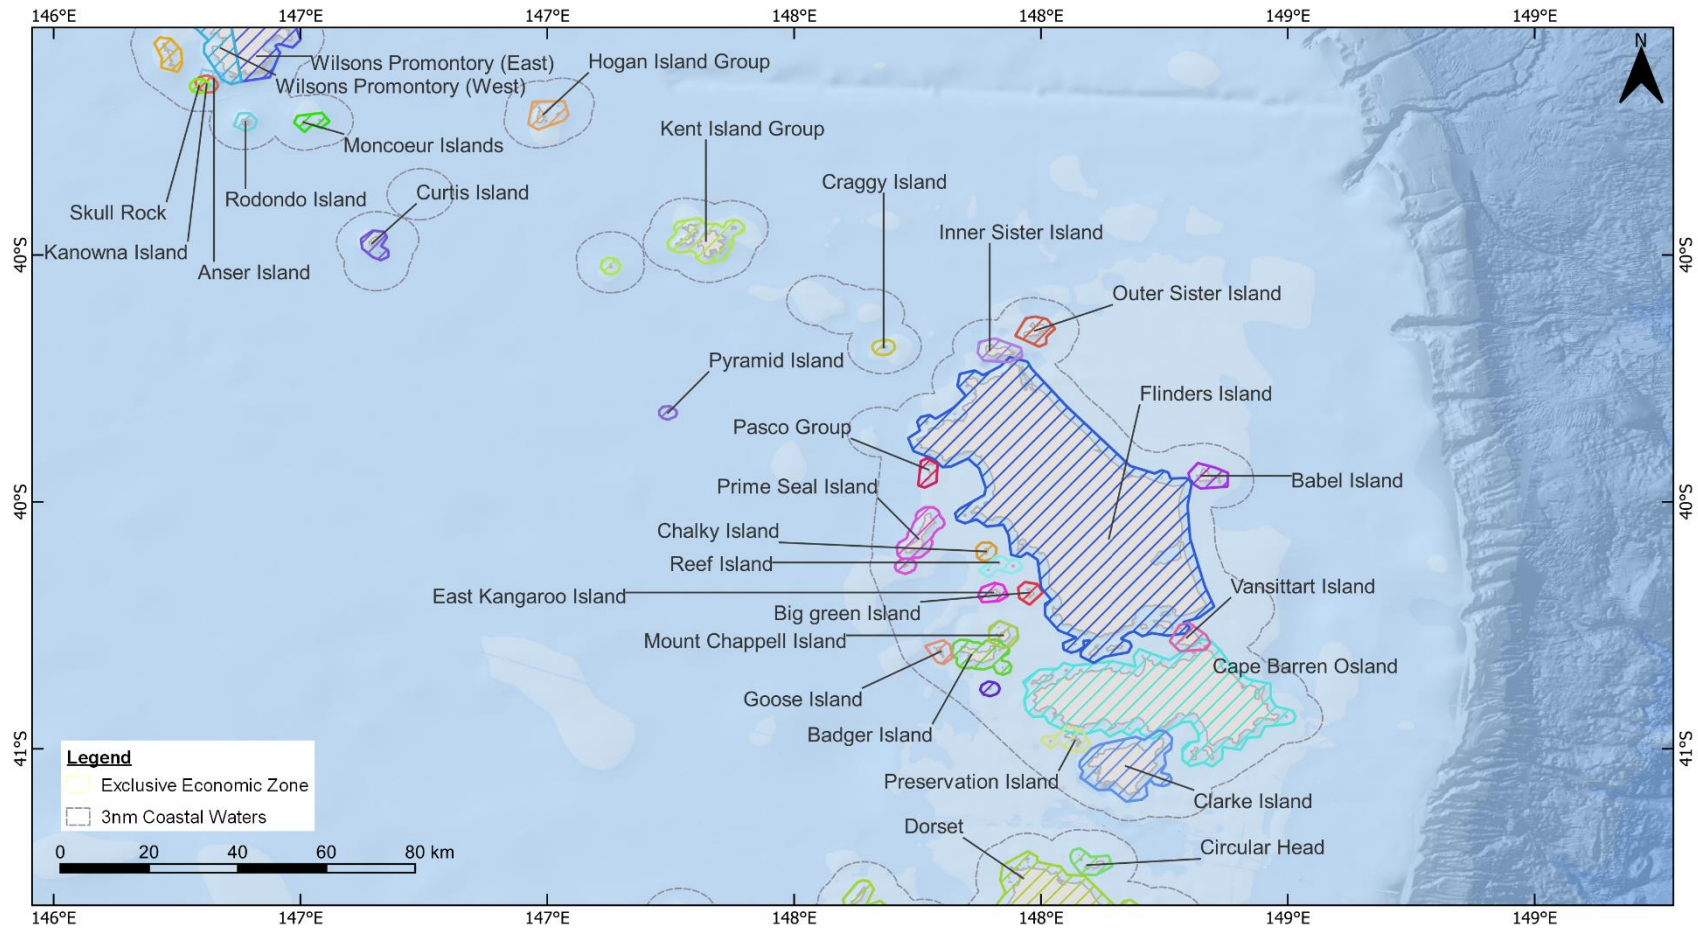 146°E 147°E 147°E 148°E 148°E 149°E 149°E
N
Wilsons Promontory (East)
Hogan Island Group
Wilsons Promontory (West)
Kent Island Group
Moncoeur Islands
Craggy Island
Rodondo Island
Curtis Island
Skull Rock
Inner Sister Island
Kanowna Island
40°S
40°S
Anser Island
Outer Sister Island
Pyramid Island
Flinders Island
Pasco Group
Prime Seal Island
Babel Island
40°S
40°S
Chalky Island
Reef Island
Vansittart Island
East Kangaroo Island
Big green Island
Mount Chappell Island
Cape Barren Osland
Goose Island
Badger Island
41°S
41°S
Legend
Exclusive Economic Zone
3nm Coastal Waters
Preservation Island
Clarke Island
Dorset
Circular Head
0 20 40 60 80 km
146°E 147°E 147°E 148°E 148°E 149°E 149°E